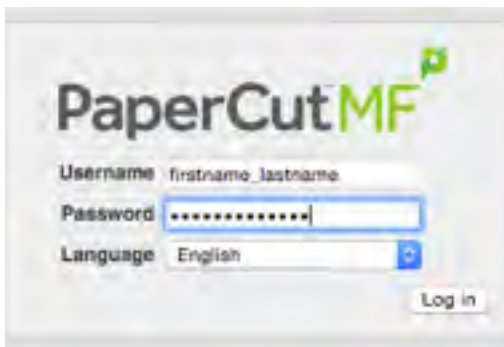 PaperCutMF
Username firstname_lastname
Password •••••••••••••
Language English
Log in